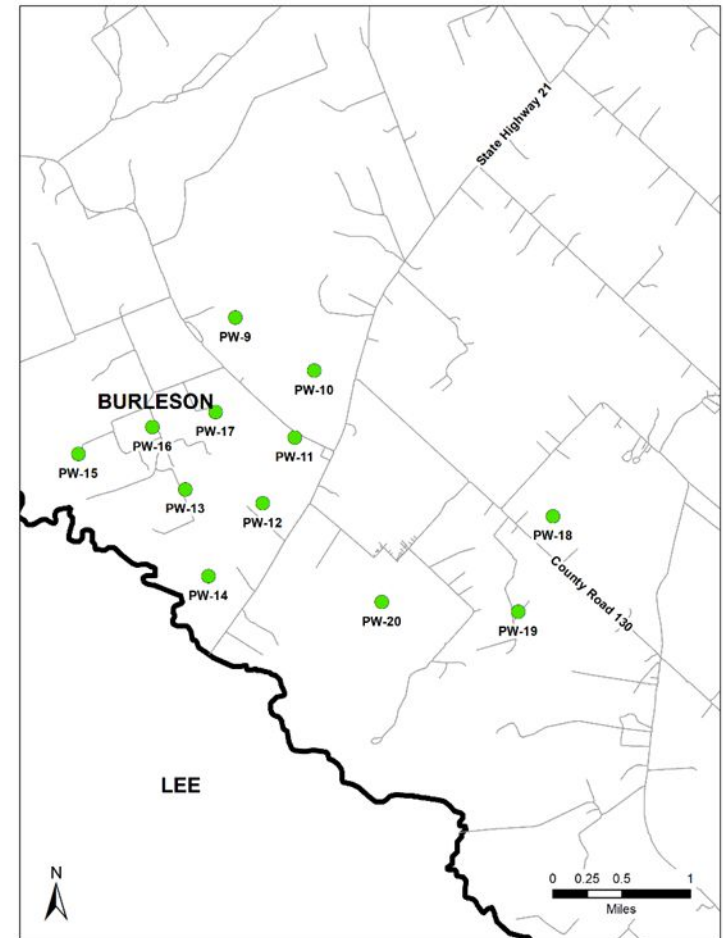 State Highway 21
PW-9
PW-10
BURLESON
PW-17
PW-16
PW-11
PW-15
PW-13
PW-12
PW-18
County Road 130
PW-14
PW-20
PW-19
LEE
N
0 0.25 0.5 1
Miles